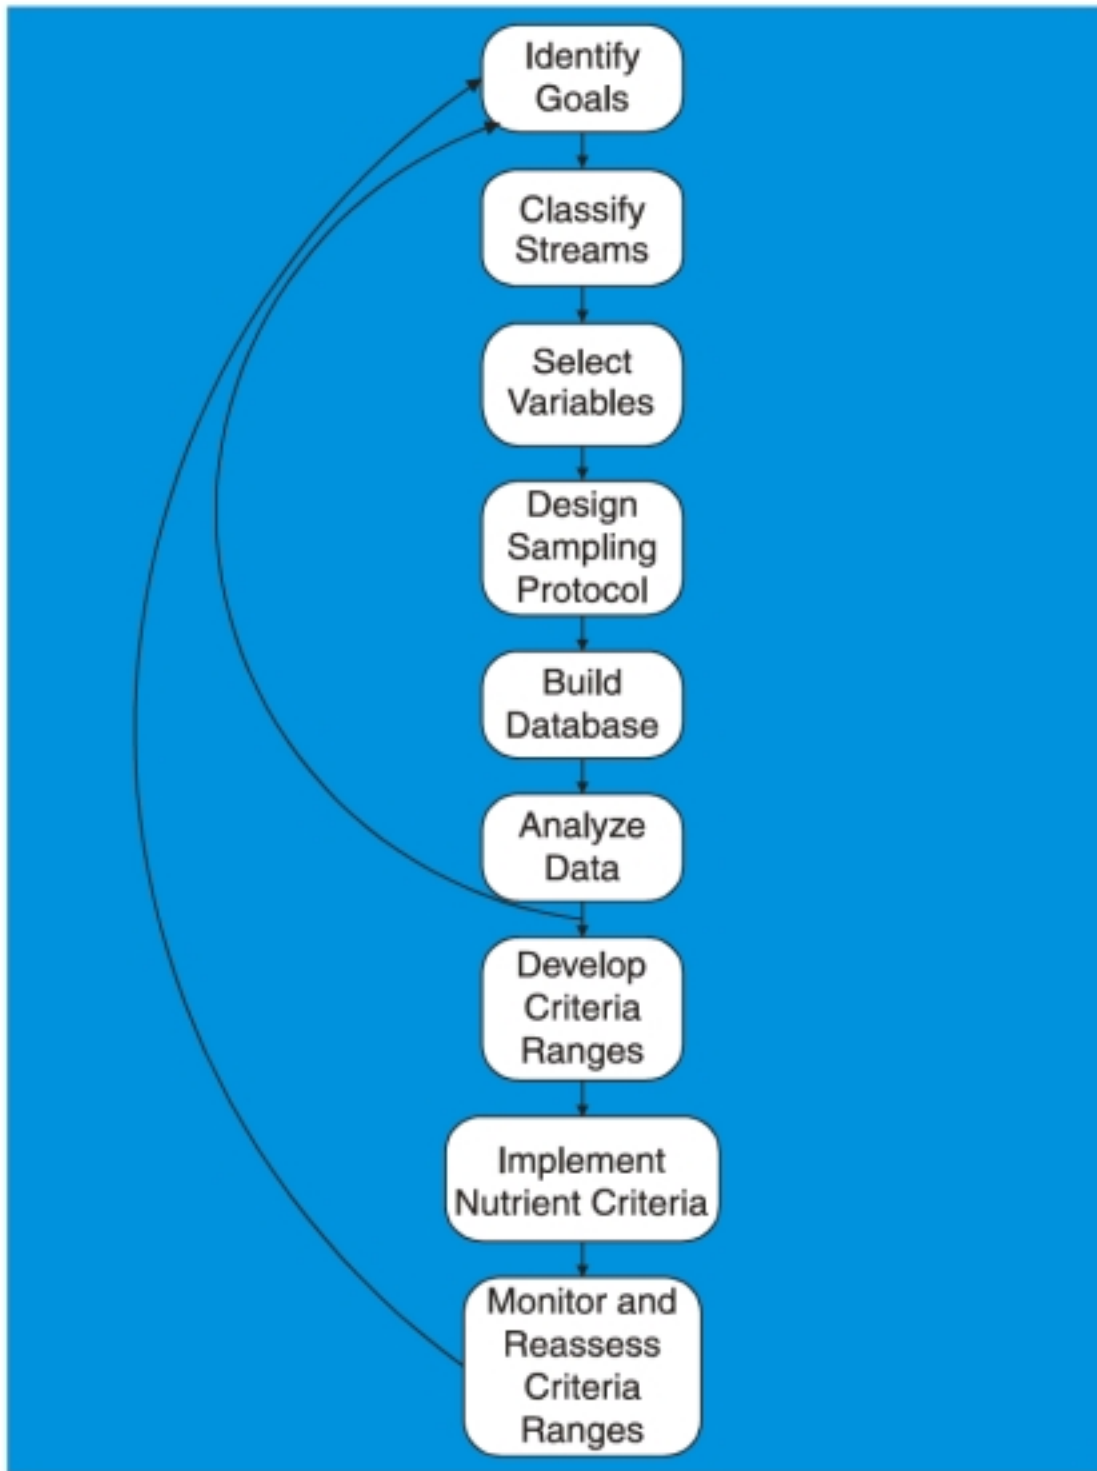 Identify
Goals
Classify
Streams
Select
Variables
Design
Sampling
Protocol
Build
Database
Analyze
Data
Develop
Criteria
Ranges
Implement
Nutrient Criteria
Monitor and
Reassess
Criteria
Ranges